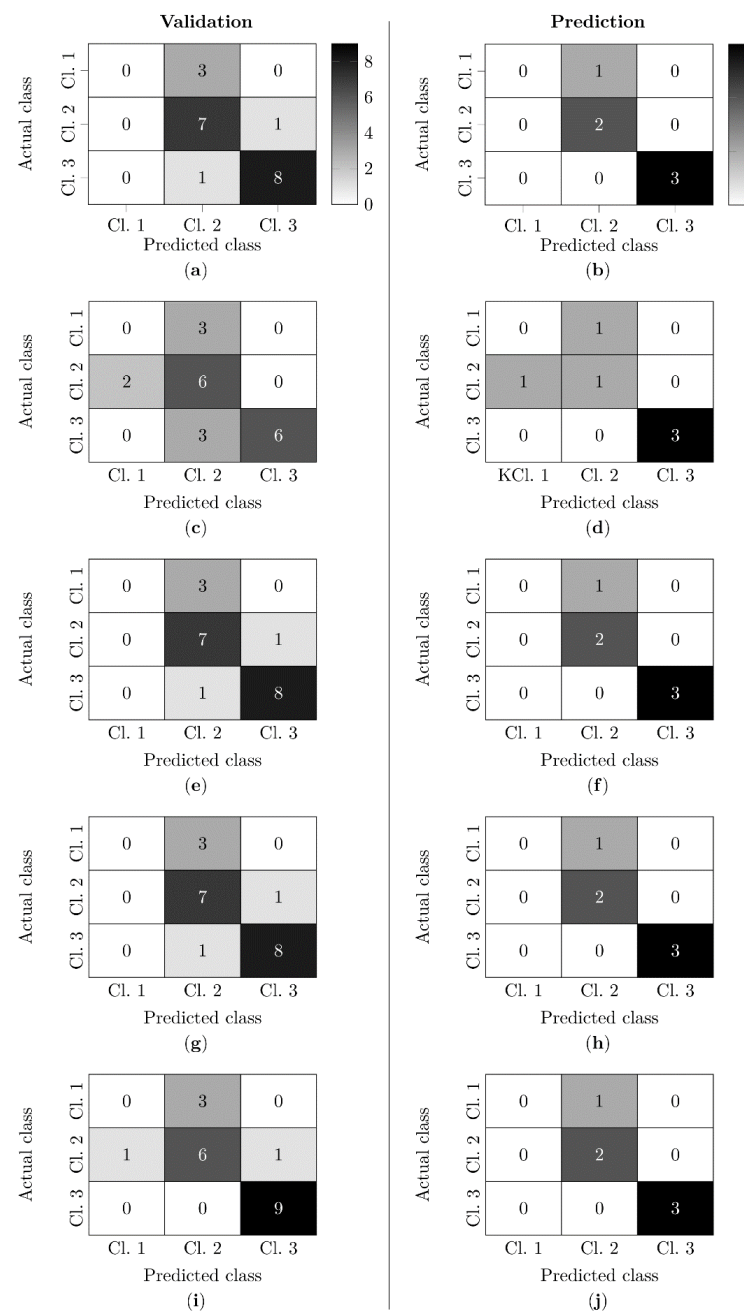 Validation
Prediction
Actual class
Cl. 1
0 3 0
Cl. 2
0 7 1
Cl. 3
0 1 8
8
6
4
2
0
Cl. 1 Cl. 2 Cl. 3
Predicted class
(a)
Actual class
Cl. 1
0 1 0
Cl. 2
0 2 0
Cl. 3
0 0 3
Cl. 1 Cl. 2 Cl. 3
Predicted class
(b)
Actual class
Cl. 1
0 3 0
Cl. 2
2 6 0
Cl. 3
0 3 6
Cl. 1 Cl. 2 Cl. 3
Predicted class
(c)
Actual class
Cl. 1
0 1 0
Cl. 2
1 1 0
Cl. 3
0 0 3
KCl. 1 Cl. 2 Cl. 3
Predicted class
(d)
Actual class
Cl. 1
0 3 0
Cl. 2
0 7 1
Cl. 3
0 1 8
Cl. 1 Cl. 2 Cl. 3
Predicted class
(e)
Actual class
Cl. 1
0 1 0
Cl. 2
0 2 0
Cl. 3
0 0 3
Cl. 1 Cl. 2 Cl. 3
Predicted class
(f)
Actual class
Cl. 1
0 3 0
Cl. 2
0 7 1
Cl. 3
0 1 8
Cl. 1 Cl. 2 Cl. 3
Predicted class
(g)
Actual class
Cl. 1
0 1 0
Cl. 2
0 2 0
Cl. 3
0 0 3
Cl. 1 Cl. 2 Cl. 3
Predicted class
(h)
Actual class
Cl. 1
0 3 0
Cl. 2
1 6 1
Cl. 3
0 0 9
Cl. 1 Cl. 2 Cl. 3
Predicted class
(i)
Actual class
Cl. 1
0 1 0
Cl. 2
0 2 0
Cl. 3
0 0 3
Cl. 1 Cl. 2 Cl. 3
Predicted class
(j)